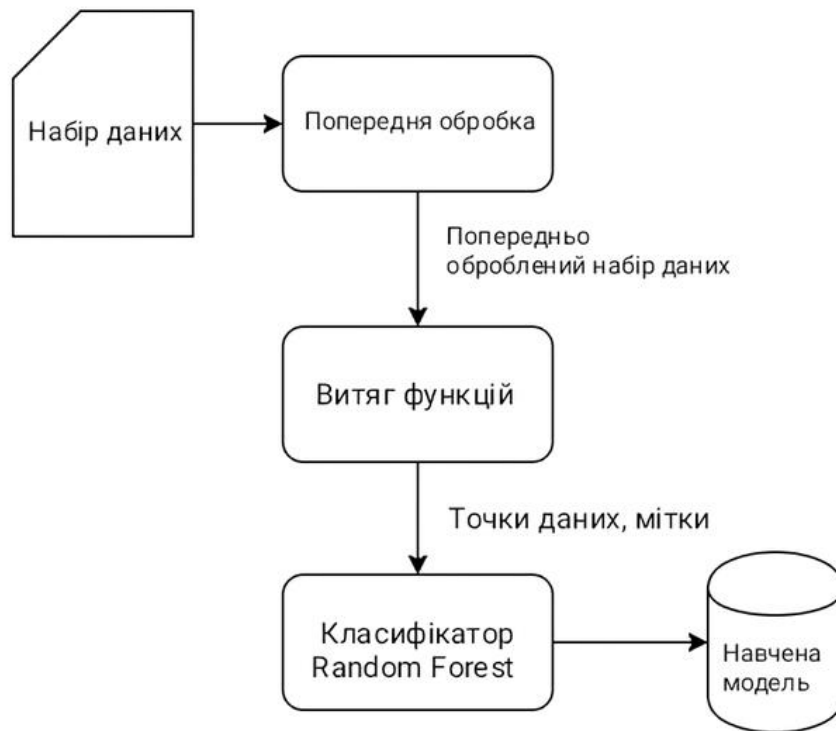 Набір даних
Попередня обробка
Попередньо
оброблений набір даних
Витяг функцій
Точки даних, мітки
Класифікатор
Random Forest
Навчена
модель